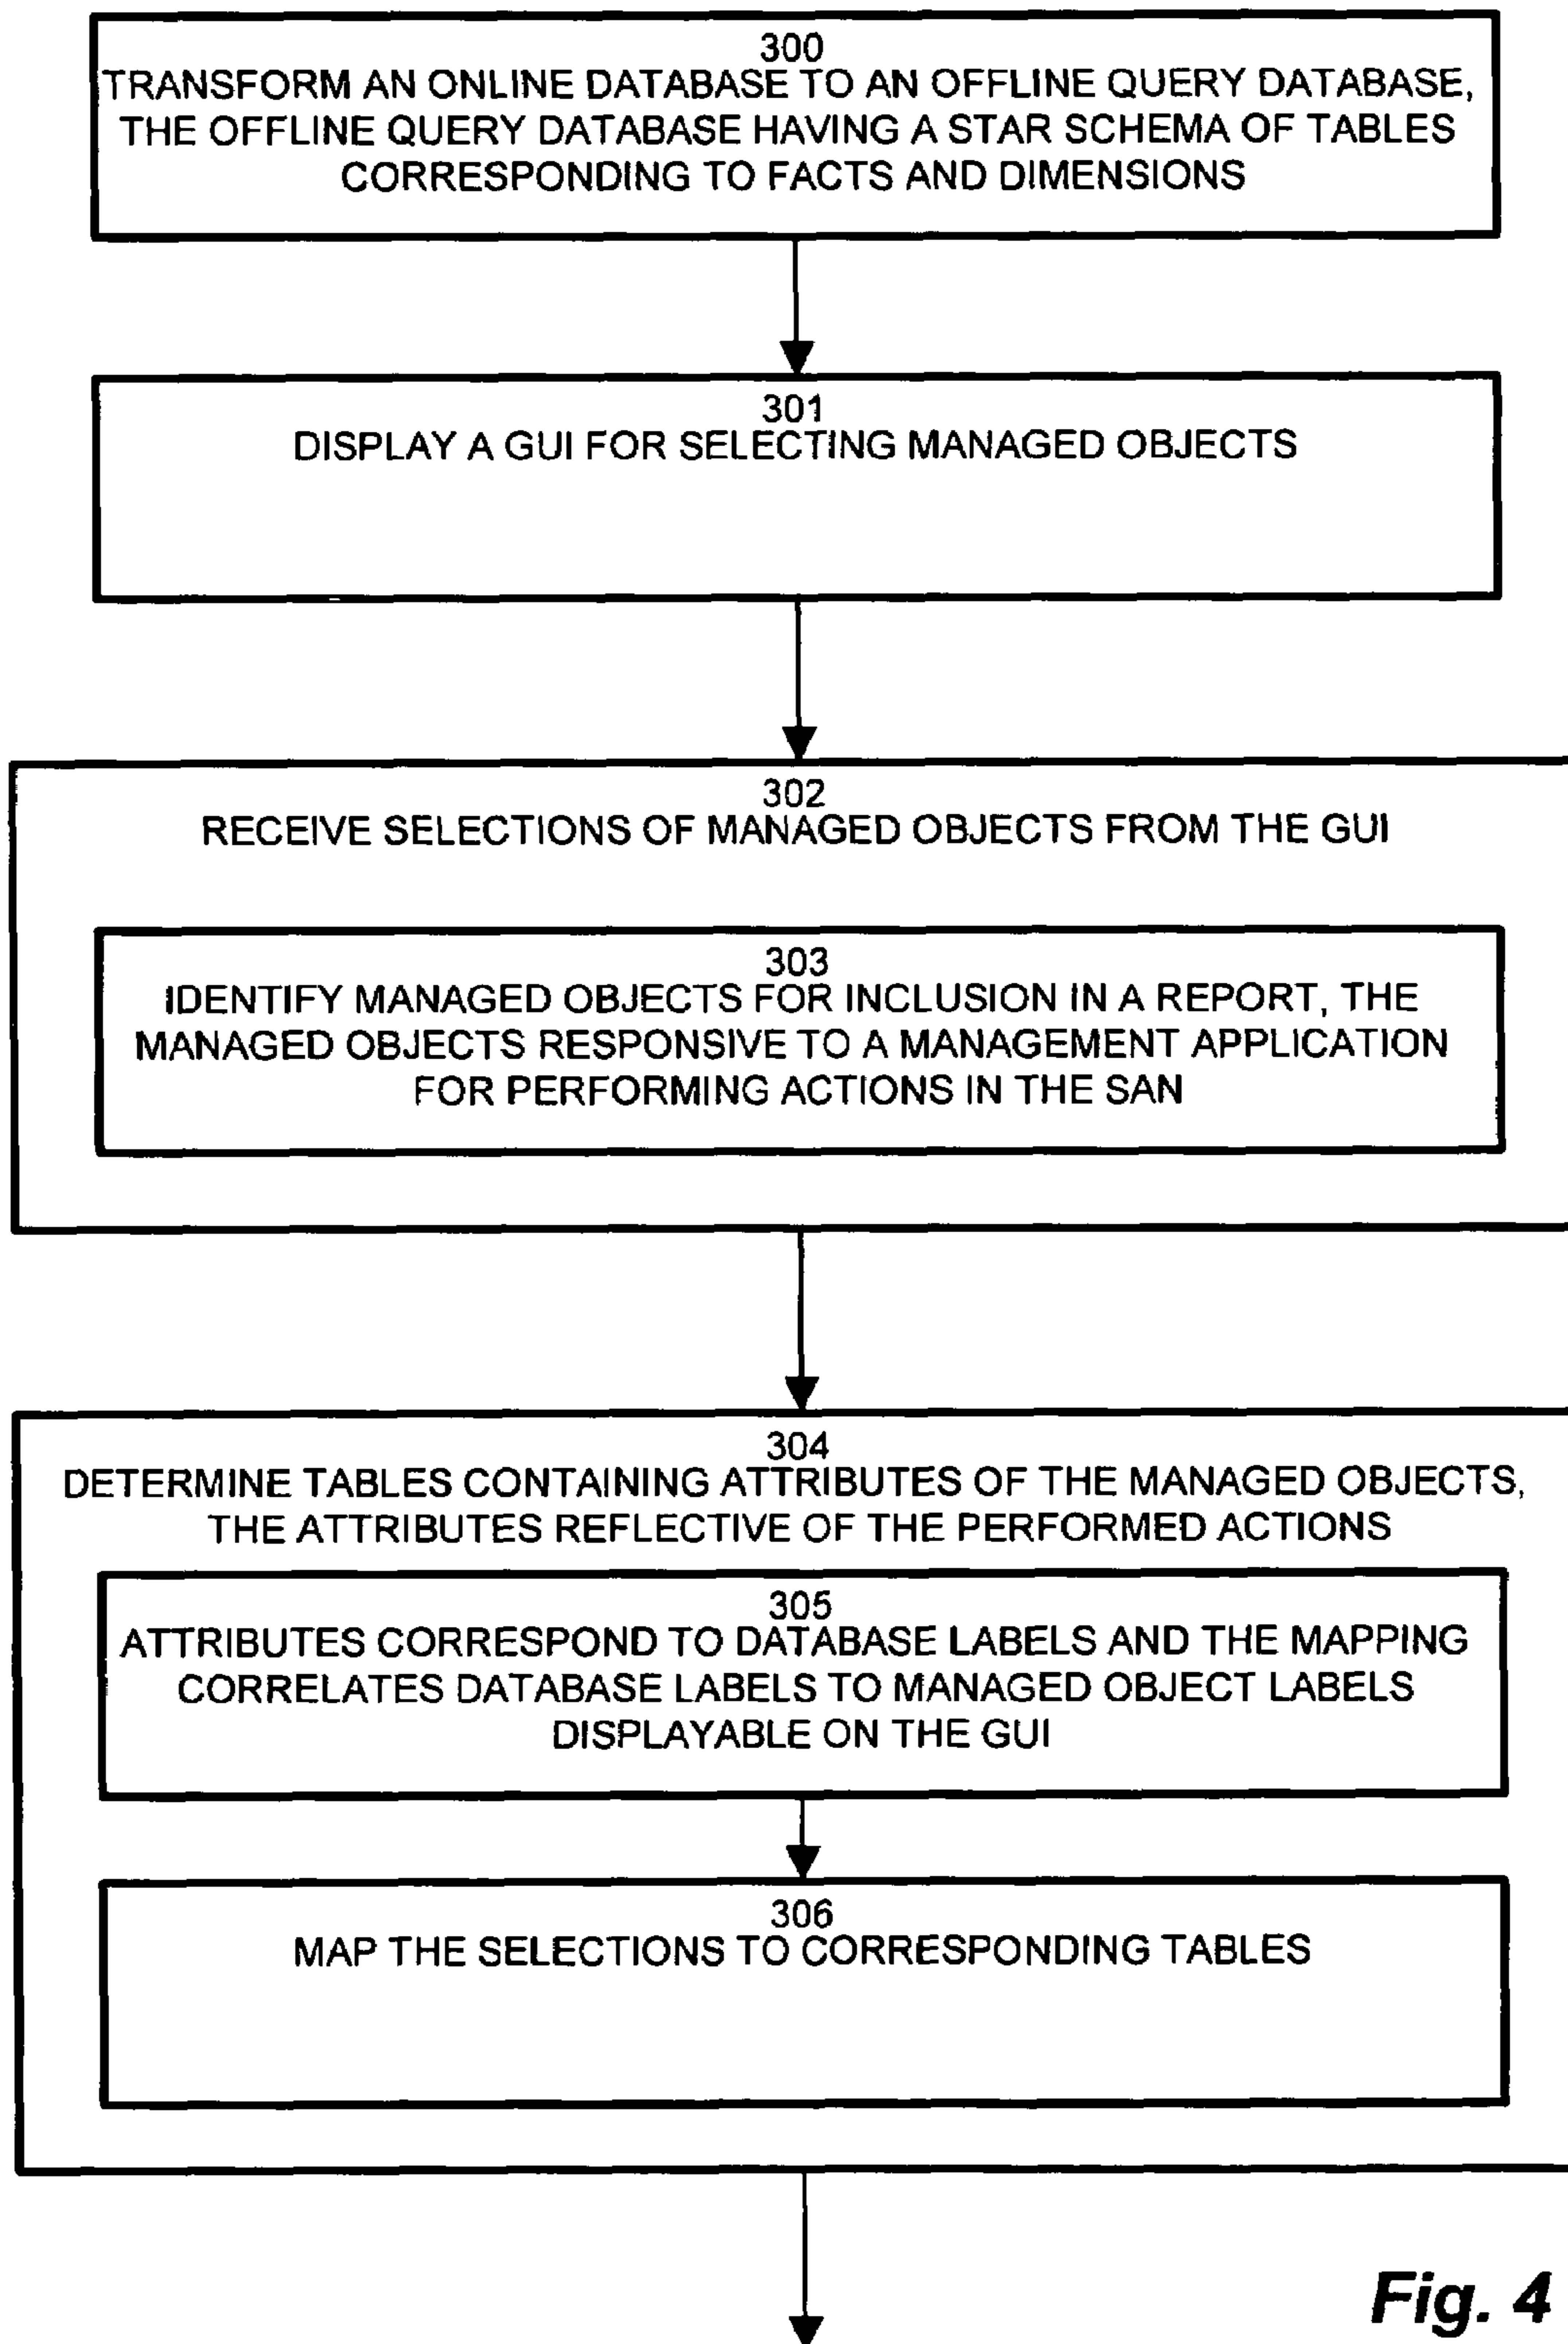 300
TRANSFORM AN ONLINE DATABASE TO AN OFFLINE QUERY DATABASE,
THE OFFLINE QUERY DATABASE HAVING A STAR SCHEMA OF TABLES
CORRESPONDING TO FACTS AND DIMENSIONS
301
DISPLAY A GUI FOR SELECTING MANAGED OBJECTS
302
RECEIVE SELECTIONS OF MANAGED OBJECTS FROM THE GUI
303
IDENTIFY MANAGED OBJECTS FOR INCLUSION IN A REPORT, THE
MANAGED OBJECTS RESPONSIVE TO A MANAGEMENT APPLICATION
FOR PERFORMING ACTIONS IN THE SAN
304
DETERMINE TABLES CONTAINING ATTRIBUTES OF THE MANAGED OBJECTS,
THE ATTRIBUTES REFLECTIVE OF THE PERFORMED ACTIONS
305
ATTRIBUTES CORRESPOND TO DATABASE LABELS AND THE MAPPING
CORRELATES DATABASE LABELS TO MANAGED OBJECT LABELS
DISPLAYABLE ON THE GUI
306
MAP THE SELECTIONS TO CORRESPONDING TABLES
Fig. 4